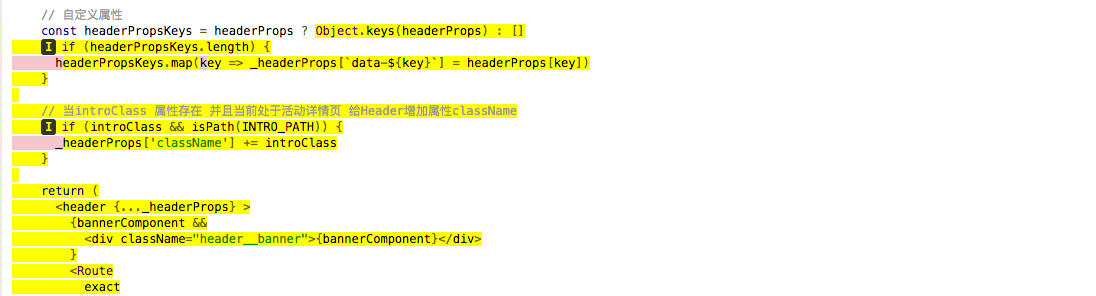 // 自定义属性
const headerPropsKeys = headerProps ? Object.keys(headerProps) : []
I if (headerPropsKeys.length) {
headerPropsKeys.map(key => _headerProps[`data-${key}`] = headerProps[key])
}
// 当introClass 属性存在 并且当前处于活动详情页 给Header增加属性className
I if (introClass && isPath(INTRO_PATH)) {
_headerProps['className'] += introClass
}
return (
<header {..._headerProps} >
{bannerComponent &&
<div className="header__banner">{bannerComponent}</div>
}
<Route
exact